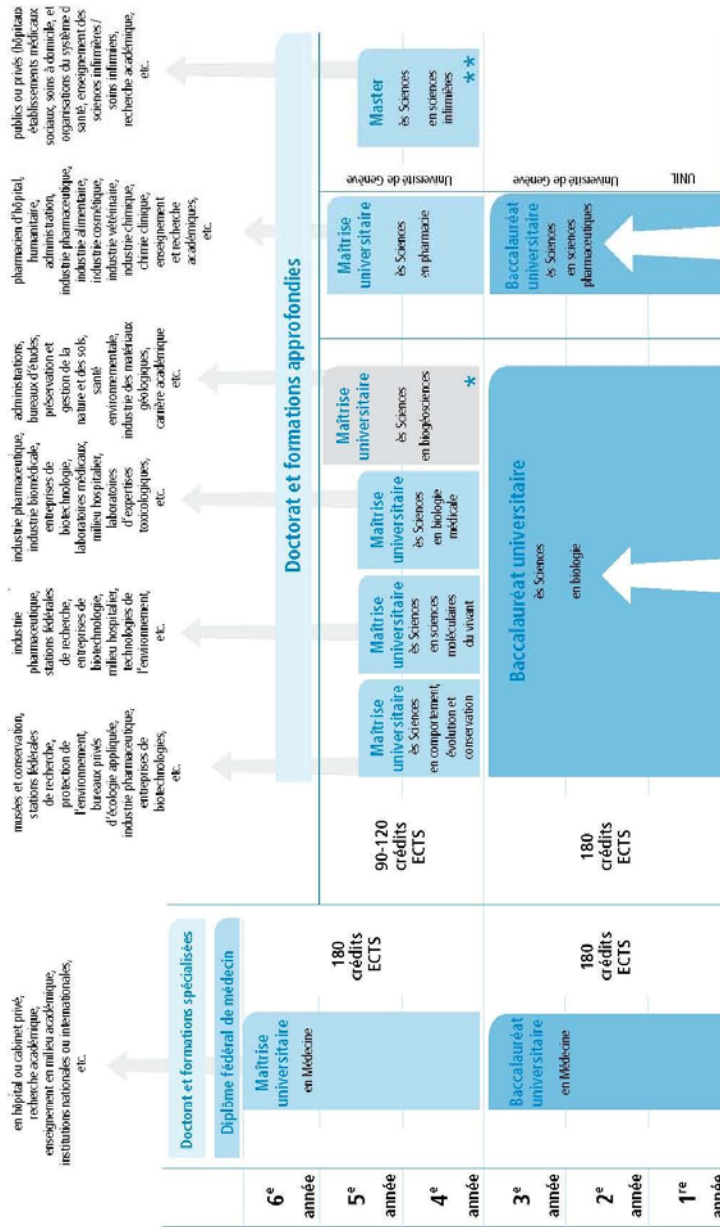 en hôpital ou cabinet privé,
recherche académique,
enseignement en milieu académique,
institutions nationales ou internationales,
etc.
musées et conservation,
stations fédérales
de recherche,
protection de
l'environnement,
bureaux privés
d'écologie appliquée,
industrie pharmaceutique,
entreprises de
biotechnologies,
etc.
industrie
pharmaceutique,
stations fédérales
de recherche,
entreprises de
biotechnologie,
milieu hospitalier,
technologies de
l'environnement,
etc.
industrie pharmaceutique,
industrie biomédicale,
entreprises de
biotechnologie,
laboratoires médicaux,
milieu hospitalier,
laboratoires
d'expertises
toxicologiques,
etc.
administrations,
bureaux d'études,
préservation et
gestion de la
nature et des sols,
santé
environnementale,
industrie des matériaux
géologiques,
carrière académique
etc.
pharmacien d'hôpital,
humanitaire,
administration,
industrie pharmaceutique,
industrie alimentaire,
industrie cosmétique,
industrie vétérinaire,
industrie chimique,
chimie clinique,
enseignement
et recherche
académiques,
etc.
publics ou privés (hôpitaux
établissements médicaux
sociaux, soins à domicile, et
organisations du système d
santé, enseignement des
sciences infirmières /
soins infirmiers,
recherche académique,
etc.
Doctorat et formations spécialisées
Diplôme fédéral de médecin
Doctorat et formations approfondies
6e
année
5e
année
4e
année
3e
année
2e
année
1re
année
Maîtrise
universitaire
en Médecine
180
crédits
ECTS
Baccalauréat
universitaire
en Médecine
180
crédits
ECTS
90-120
crédits
ECTS
180
crédits
ECTS
Maîtrise
universitaire
ès Sciences
en comportement,
évolution et
conservation
Maîtrise
universitaire
ès Sciences
en sciences
moléculaires
du vivant
Maîtrise
universitaire
ès Sciences
en biologie
médicale
Maîtrise
universitaire
ès Sciences
en biogéosciences
*
Maîtrise
universitaire
ès Sciences
en pharmacie
Université de Genève
Master
ès Sciences
en sciences
infirmières
**
Baccalauréat universitaire
ès Sciences
en biologie
Baccalauréat
universitaire
ès Sciences
en sciences
pharmaceutiques
Université de Genève
UNIL